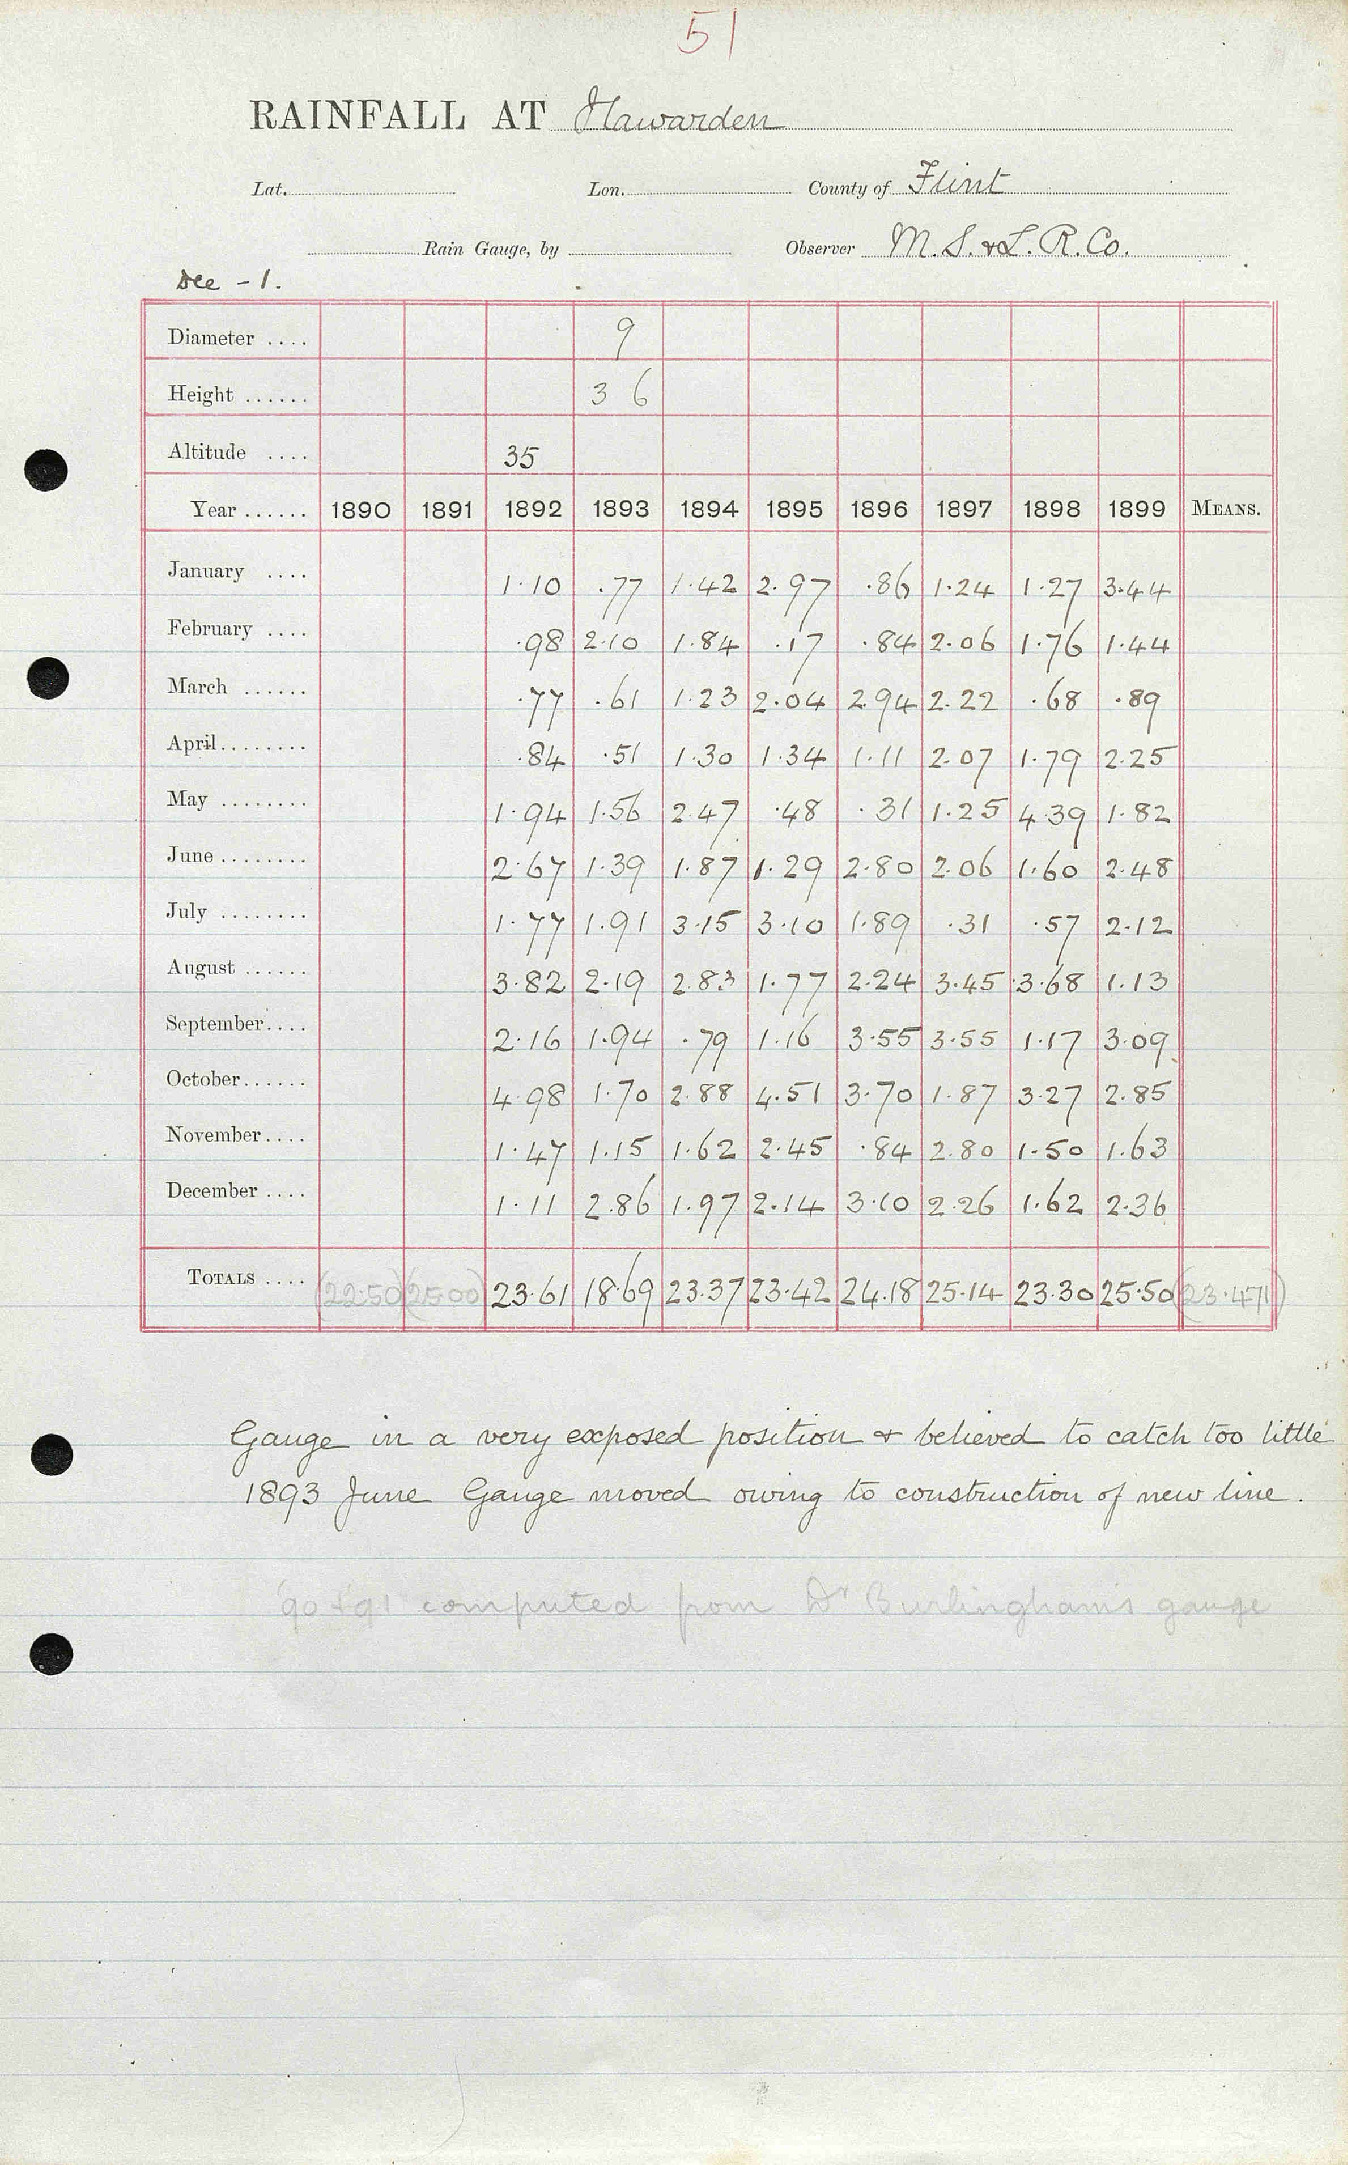 51
RAINFALL AT Hawarden
Lat. Lon. County of Flint
Rain Gauge, by Observer M.S. & L. R. Co.
Dee - 1.
Diameter .... 9
Height ...... 3 6
Altitude .... 35
Year ...... 1890 1891 1892 1893 1894 1895 1896 1897 1898 1899 MEANS.
January .... 1.10 .77 1.42 2.97 .86 1.24 1.27 3.44
February .... .98 2.10 1.84 .17 .84 2.06 1.76 1.44
March ...... .77 .61 1.23 2.04 2.94 2.22 .68 .89
April ........ .84 .51 1.30 1.34 1.11 2.07 1.79 2.25
May ........ 1.94 1.56 2.47 .48 .31 1.25 4.39 1.82
June ........ 2.67 1.39 1.87 1.29 2.80 2.06 1.60 2.48
July ........ 1.77 1.91 3.15 3.10 1.89 .31 .57 2.12
August ...... 3.82 2.19 2.83 1.77 2.24 3.45 3.68 1.13
September .... 2.16 1.94 .79 1.16 3.55 3.55 1.17 3.09
October ...... 4.98 1.70 2.88 4.51 3.70 1.87 3.27 2.85
November .... 1.47 1.15 1.62 2.45 .84 2.80 1.50 1.63
December .... 1.11 2.86 1.97 2.14 3.10 2.26 1.62 2.36
TOTALS .... (22.50) (25.00) 23.61 18.69 23.37 23.42 24.18 25.14 23.30 25.50 (23.471)
Gauge in a very exposed position & believed to catch too little
1893 June Gauge moved owing to construction of new line.
'90 + '91 computed from Dr Burlingham's gauge